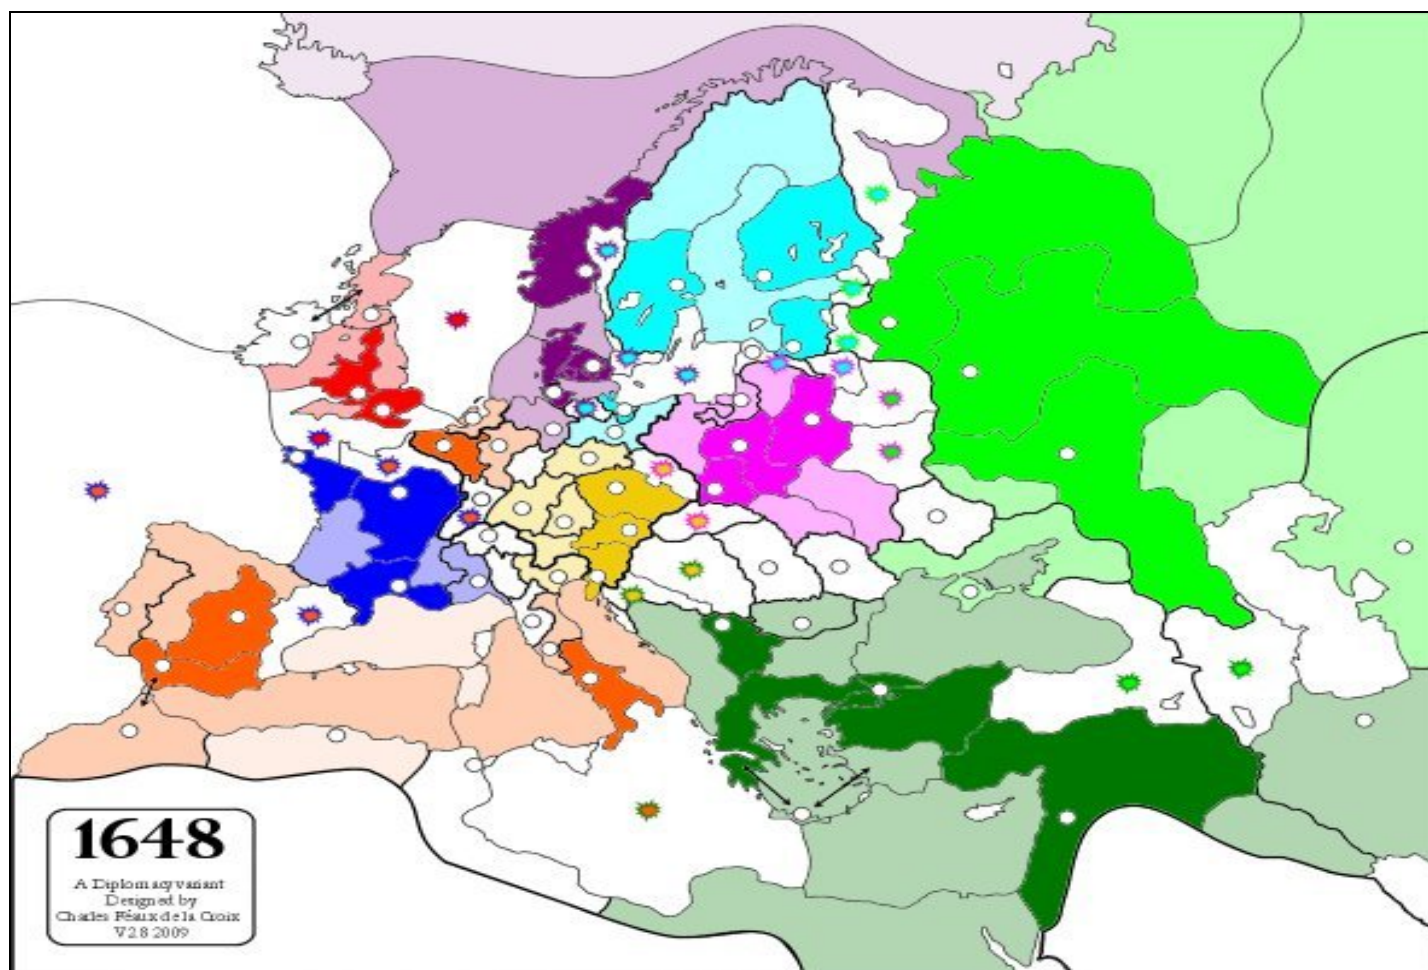 1648
A Diplomacy variant
Designed by
Charles Féaux de la Croix
V2.8 2009